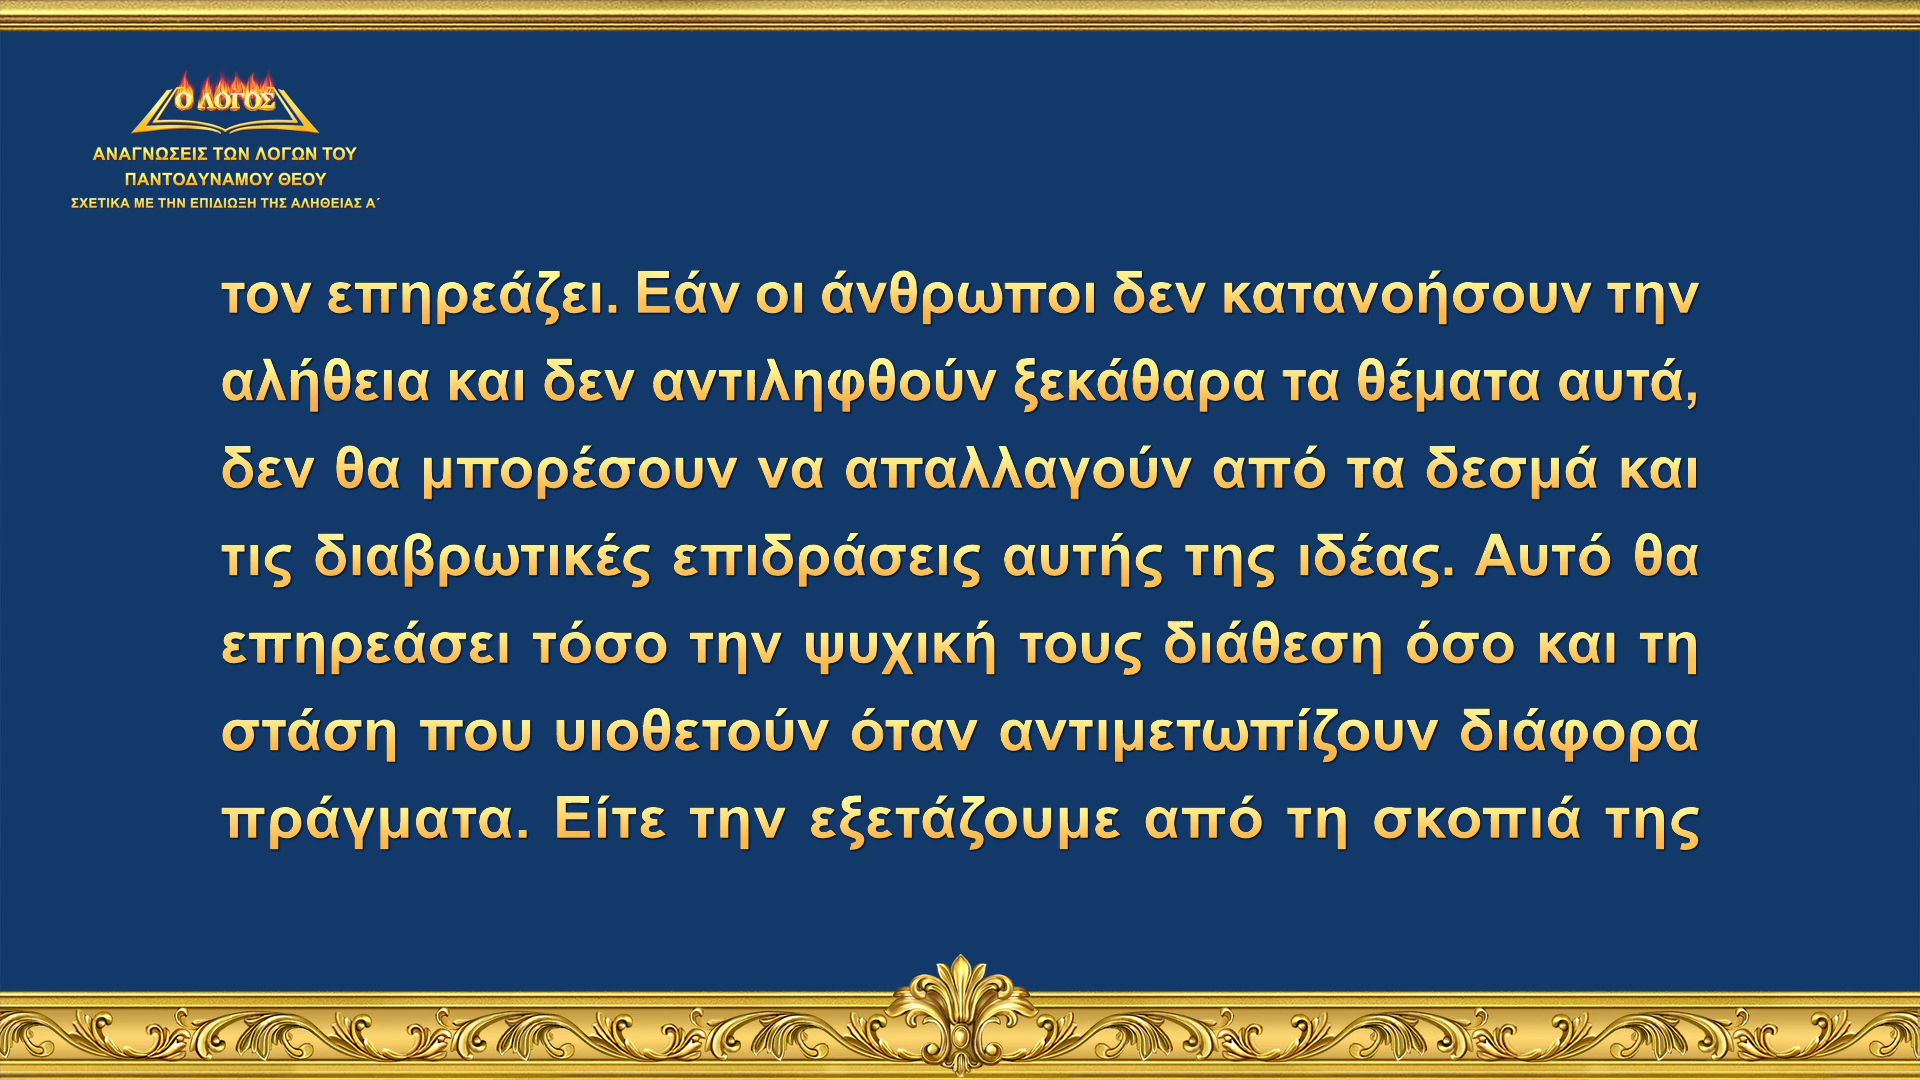 Ο ΛΟΓΟΣ
ΑΝΑΓΝΩΣΕΙΣ ΤΩΝ ΛΟΓΩΝ ΤΟΥ
ΠΑΝΤΟΔΥΝΑΜΟΥ ΘΕΟΥ
ΣΧΕΤΙΚΑ ΜΕ ΤΗΝ ΕΠΙΔΙΩΞΗ ΤΗΣ ΑΛΗΘΕΙΑΣ Α΄
τον επηρεάζει. Εάν οι άνθρωποι δεν κατανοήσουν την
αλήθεια και δεν αντιληφθούν ξεκάθαρα τα θέματα αυτά,
δεν θα μπορέσουν να απαλλαγούν από τα δεσμά και
τις διαβρωτικές επιδράσεις αυτής της ιδέας. Αυτό θα
επηρεάσει τόσο την ψυχική τους διάθεση όσο και τη
στάση που υιοθετούν όταν αντιμετωπίζουν διάφορα
πράγματα. Είτε την εξετάζουμε από τη σκοπιά της